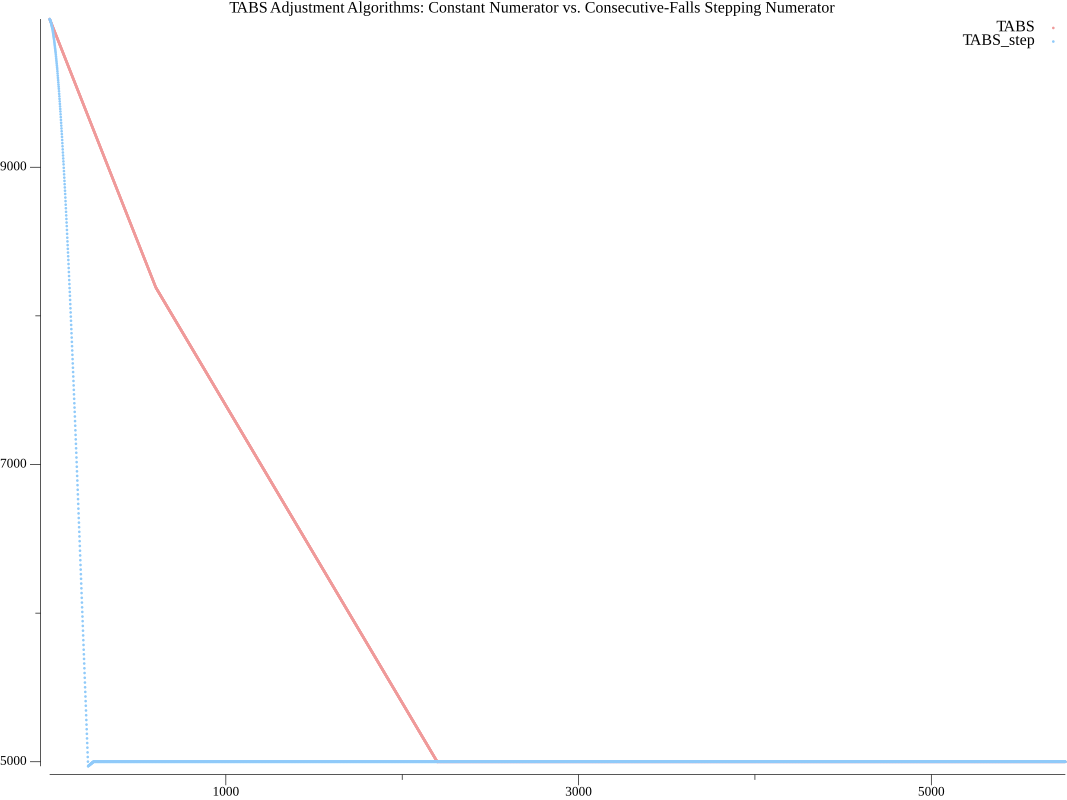 TABS Adjustment Algorithms: Constant Numerator vs. Consecutive-Falls Stepping Numerator
TABS
TABS_step
9000
7000
5000
1000
3000
5000